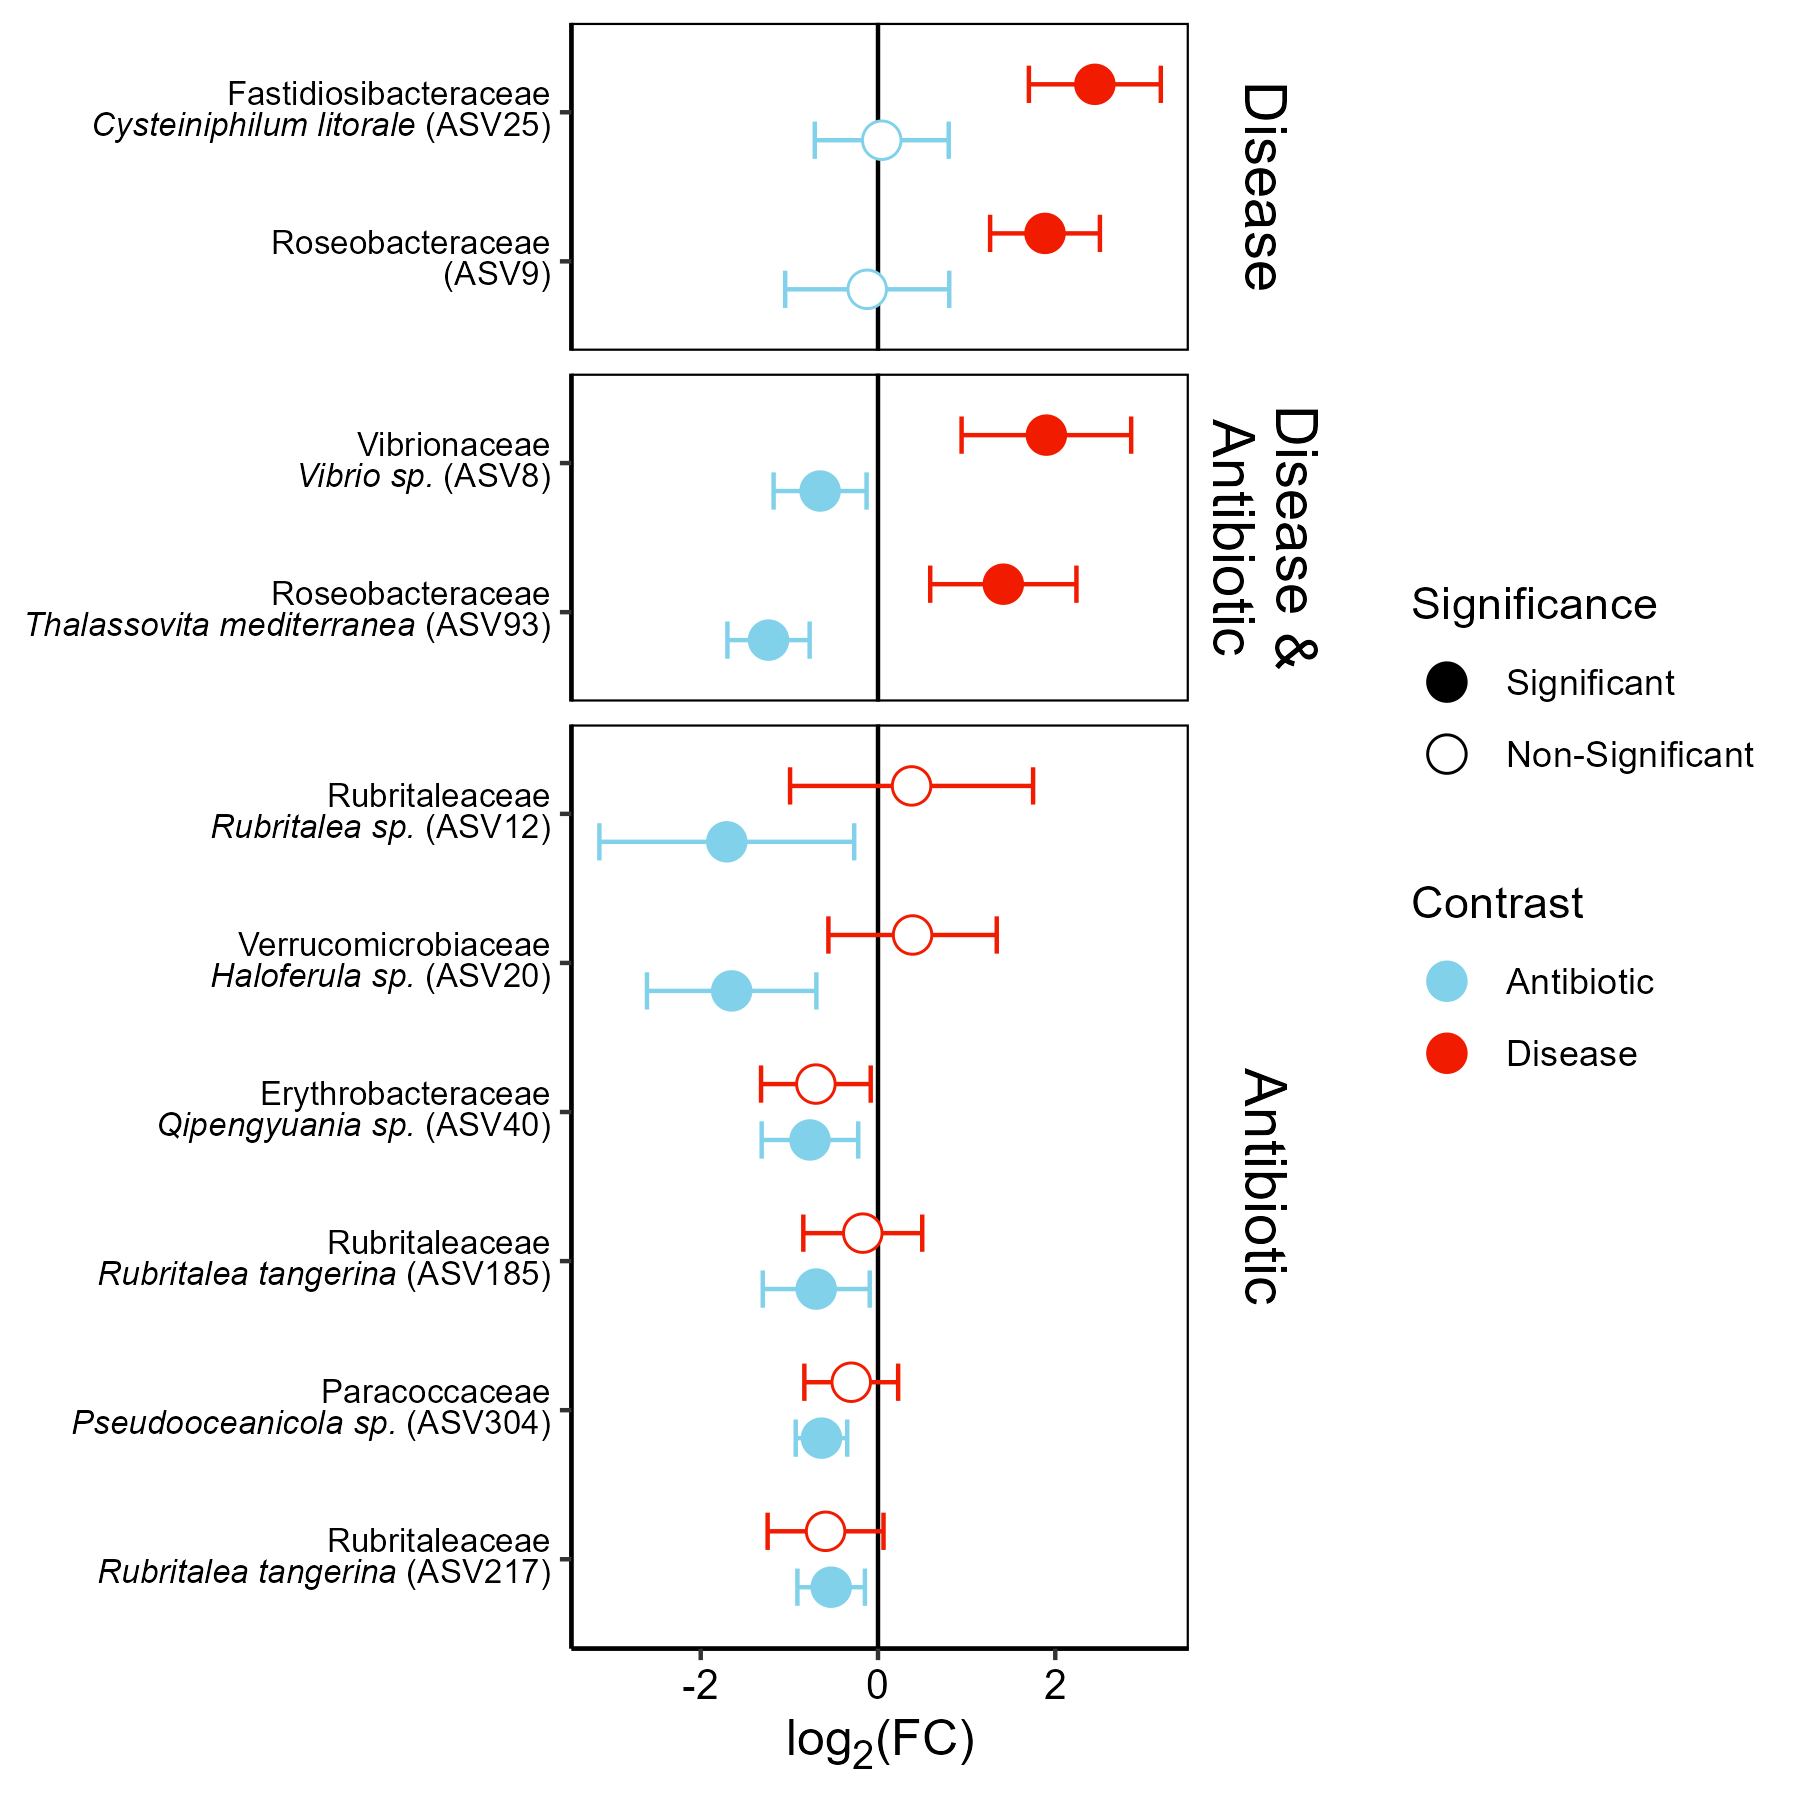 Fastidiosibacteraceae
Cysteiniphilum litorale (ASV25)
Roseobacteraceae
(ASV9)
Disease
Vibrionaceae
Vibrio sp. (ASV8)
Roseobacteraceae
Thalassovita mediterranea (ASV93)
Disease &
Antibiotic
Rubritaleaceae
Rubritalea sp. (ASV12)
Verrucomicrobiaceae
Haloferula sp. (ASV20)
Erythrobacteraceae
Qipengyuania sp. (ASV40)
Rubritaleaceae
Rubritalea tangerina (ASV185)
Paracoccaceae
Pseudooceanicola sp. (ASV304)
Rubritaleaceae
Rubritalea tangerina (ASV217)
Antibiotic
-2 0 2
log2(FC)
Significance
Significant
Non-Significant
Contrast
Antibiotic
Disease